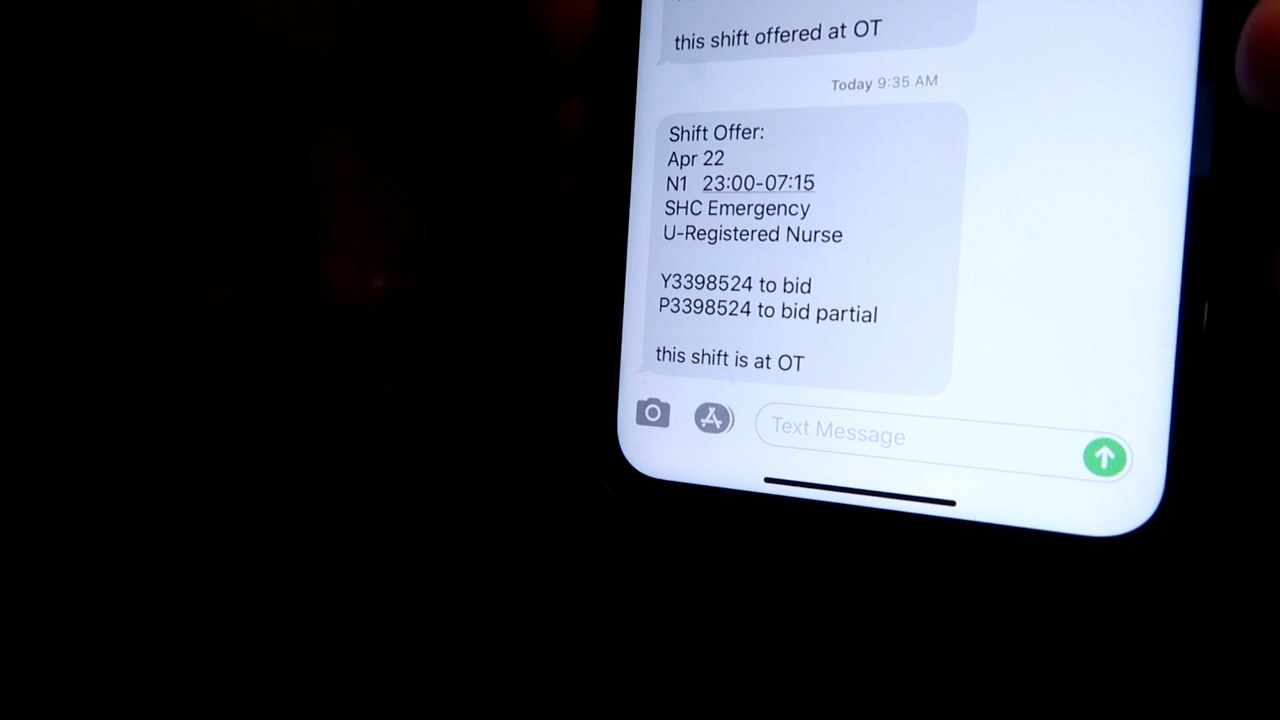 this shift offered at OT
Today 9:35 AM
Shift Offer:
Apr 22
N1 23:00-07:15
SHC Emergency
U-Registered Nurse
Y3398524 to bid
P3398524 to bid partial
this shift is at OT
Text Message